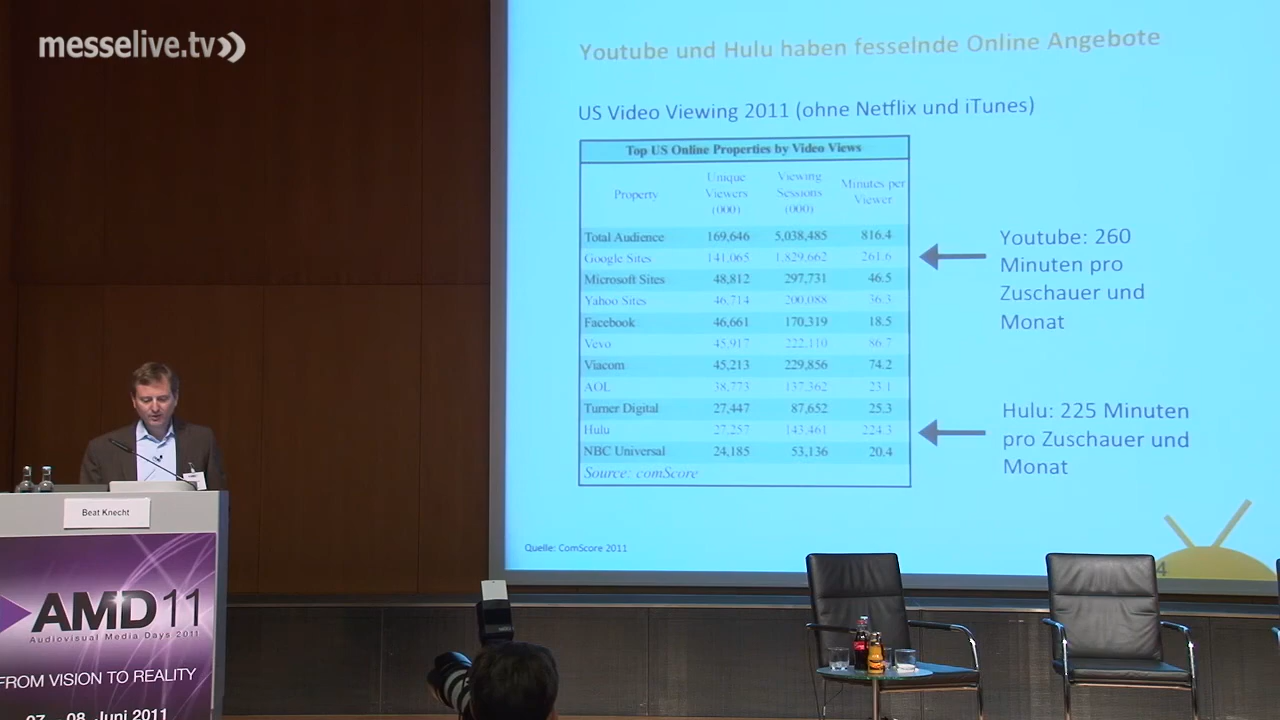 messelive.tv
Youtube und Hulu haben fesselnde Online Angebote
US Video Viewing 2011 (ohne Netflix und iTunes)
Top US Online Properties by Video Views
Property Unique Viewers (000) Viewing Sessions (000) Minutes per Viewer
Total Audience 169,646 5,038,485 816.4
Google Sites 141,065 1,829,662 261.6
Microsoft Sites 48,812 297,731 46.5
Yahoo Sites 46,714 200,088 36.3
Facebook 46,661 170,319 18.5
Vevo 45,917 222,110 86.7
Viacom 45,213 229,856 74.2
AOL 38,773 137,362 23.1
Turner Digital 27,447 87,652 25.3
Hulu 27,257 143,461 224.3
NBC Universal 24,185 53,136 20.4
Source: comScore
Youtube: 260
Minuten pro
Zuschauer und
Monat
Hulu: 225 Minuten
pro Zuschauer und
Monat
Quelle: ComScore 2011
4
Beat Knecht
AMD11
Audiovisual Media Days 2011
FROM VISION TO REALITY
07. - 08. Juni 2011